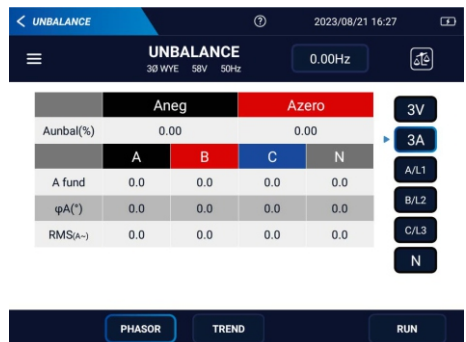 < UNBALANCE ? 2023/08/21 16:27
UNBALANCE
3Ø WYE 58V 50Hz
0.00Hz
Aneg Azero
Aunbal(%) 0.00 0.00
A B C N
A fund 0.0 0.0 0.0 0.0
φA(°) 0.0 0.0 0.0 0.0
RMS(A~) 0.0 0.0 0.0 0.0
3V
3A
A/L1
B/L2
C/L3
N
PHASOR TREND RUN